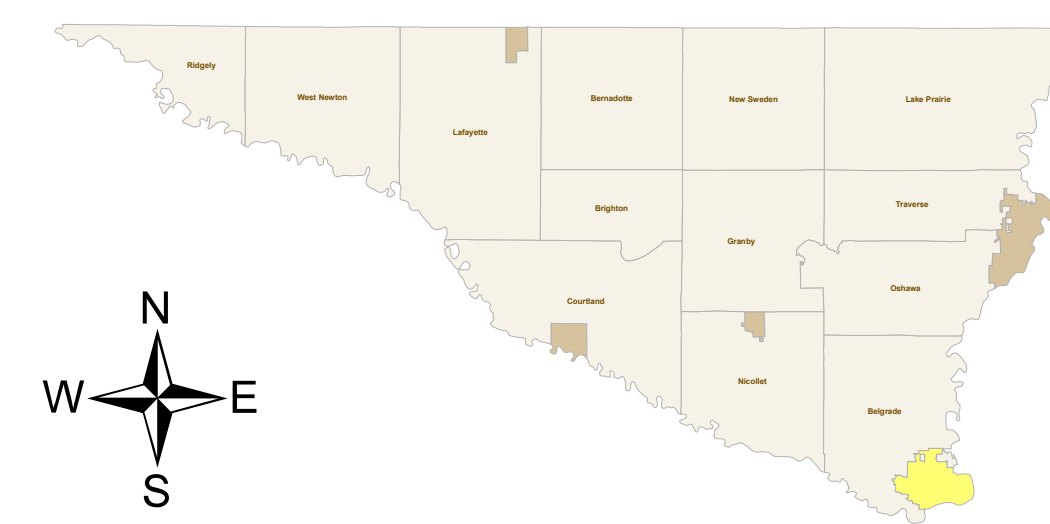 Ridgely
West Newton
Bernadotte
New Sweden
Lake Prairie
Lafayette
Brighton
Traverse
Granby
Oshawa
Courtland
Nicollet
Belgrade
N
W
E
S